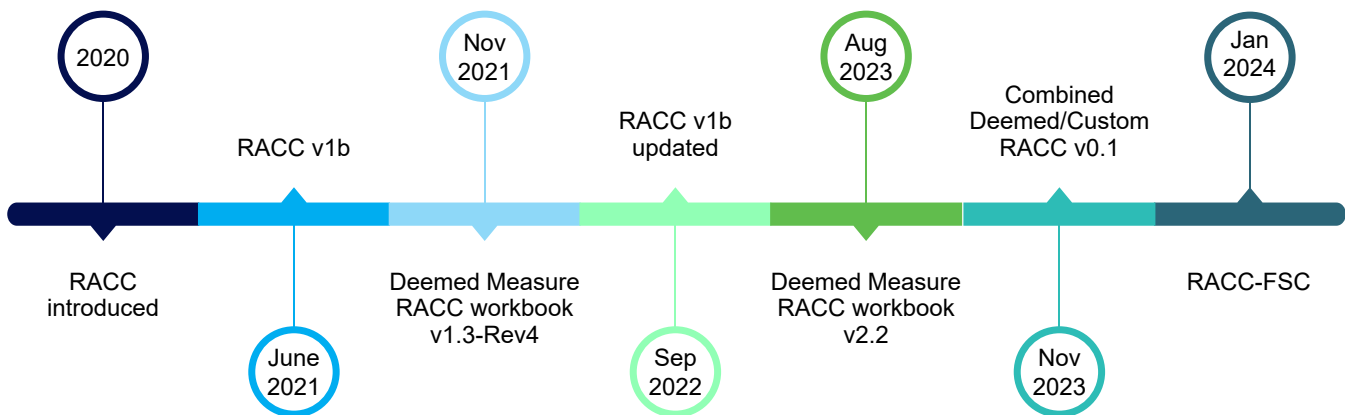 2020
RACC
introduced
RACC v1b
June
2021
Nov
2021
Deemed Measure
RACC workbook
v1.3-Rev4
RACC v1b
updated
Sep
2022
Aug
2023
Deemed Measure
RACC workbook
v2.2
Combined
Deemed/Custom
RACC v0.1
Nov
2023
Jan
2024
RACC-FSC